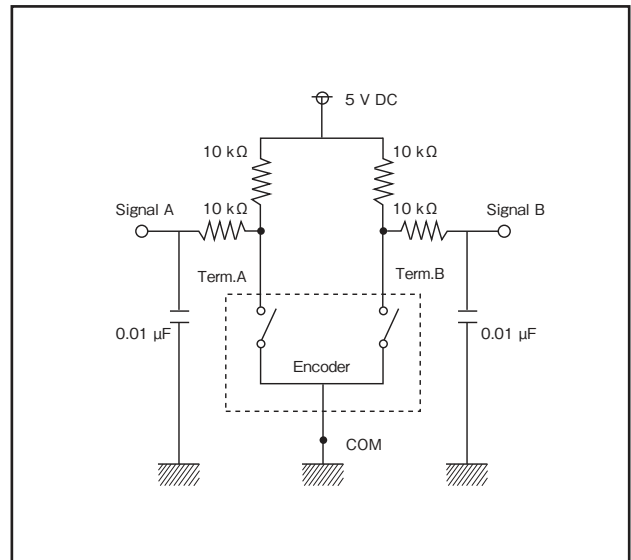 5 V DC
10 kΩ
10 kΩ
Signal A
10 kΩ
10 kΩ
Signal B
Term.A
Term.B
0.01 µF
0.01 µF
Encoder
COM